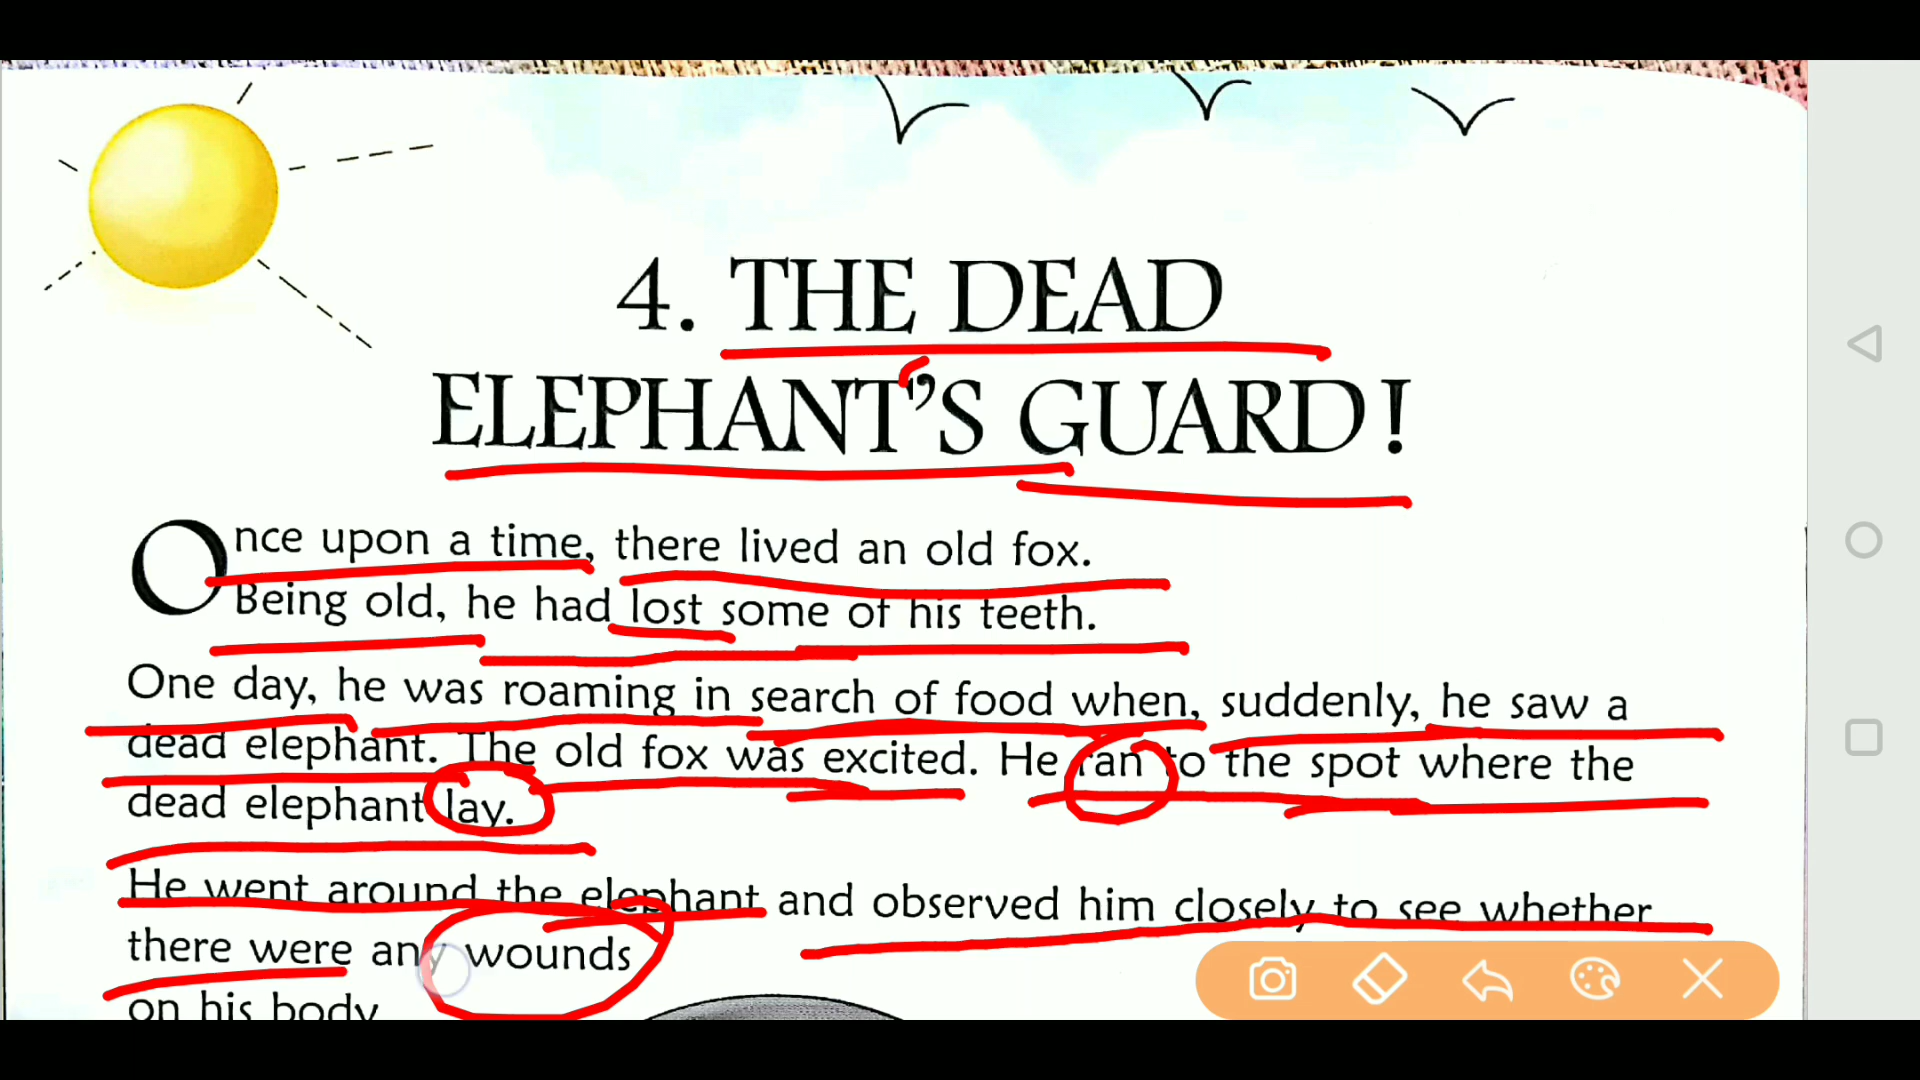 4. THE DEAD
ELEPHANT'S GUARD!
Once upon a time, there lived an old fox.
Being old, he had lost some of his teeth.
One day, he was roaming in search of food when, suddenly, he saw a
dead elephant. The old fox was excited. He ran to the spot where the
dead elephant lay.
He went around the elephant and observed him closely to see whether
there were any wounds
on his body